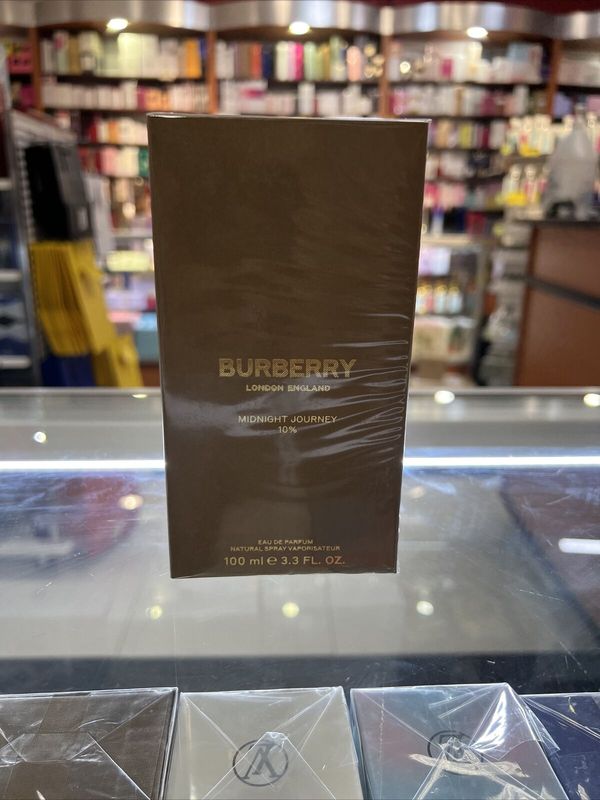 BURBERRY
LONDON ENGLAND
MIDNIGHT JOURNEY
10%
EAU DE PARFUM
NATURAL SPRAY VAPORISATEUR
100 ml ℮ 3.3 FL. OZ.